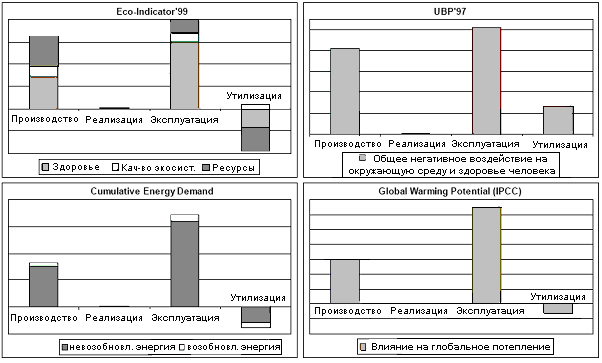 Eco-Indicator'99
Утилизация
Производство Реализация Эксплуатация
Здоровье Кач-во экосист. Ресурсы
UBP'97
Производство Реализация Эксплуатация Утилизация
Общее негативное воздействие на
окружающую среду и здоровье человека
Cumulative Energy Demand
Утилизация
Производство Реализация Эксплуатация
невозобновл. энергия возобновл. энергия
Global Warming Potential (IPCC)
Утилизация
Производство Реализация Эксплуатация
Влияние на глобальное потепление